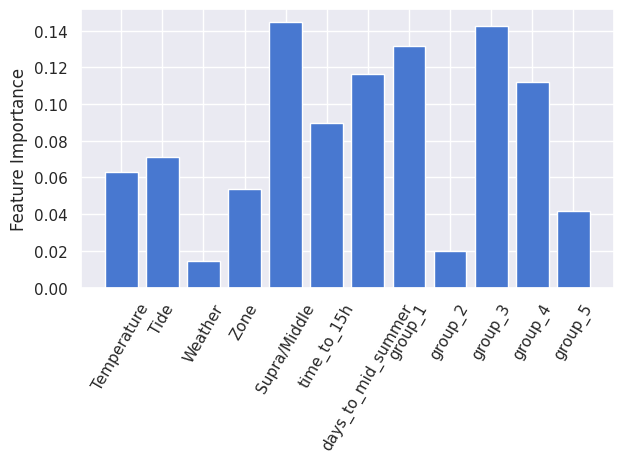 Feature Importance
0.14
0.12
0.10
0.08
0.06
0.04
0.02
0.00
Temperature
Tide
Weather
Zone
Supra/Middle
time_to_15h
days_to_mid_summer
group_1
group_2
group_3
group_4
group_5